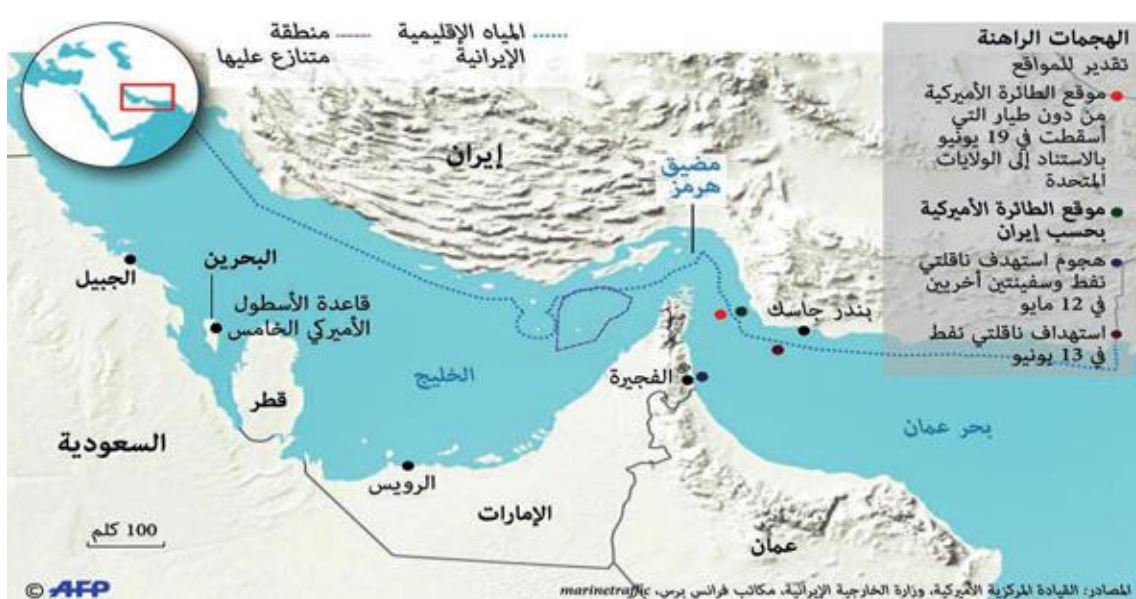 المياه الإقليمية
الإيرانية
منطقة
متنازع عليها
الهجمات الراهنة
تقدير للمواقع
موقع الطائرة الأميركية
من دون طيار التي
أسقطت في 19 يونيو
بالاستناد إلى الولايات
المتحدة
موقع الطائرة الأميركية
بحسب إيران
هجوم استهدف ناقلتي
نفط وسفينتين أخريين
في 12 مايو
استهداف ناقلتي نفط
في 13 يونيو
إيران
مضيق
هرمز
البحرين
الجبيل
قاعدة الأسطول
الأميركي الخامس
بندر جاسك
الخليج
الفجيرة
قطر
بحر عمان
السعودية
الرويس
الإمارات
100 كلم
عمان
© AFP
المصادر: القيادة المركزية الأميركية، وزارة الخارجية الإيرانية، مكاتب فرانس برس، marinetraffic